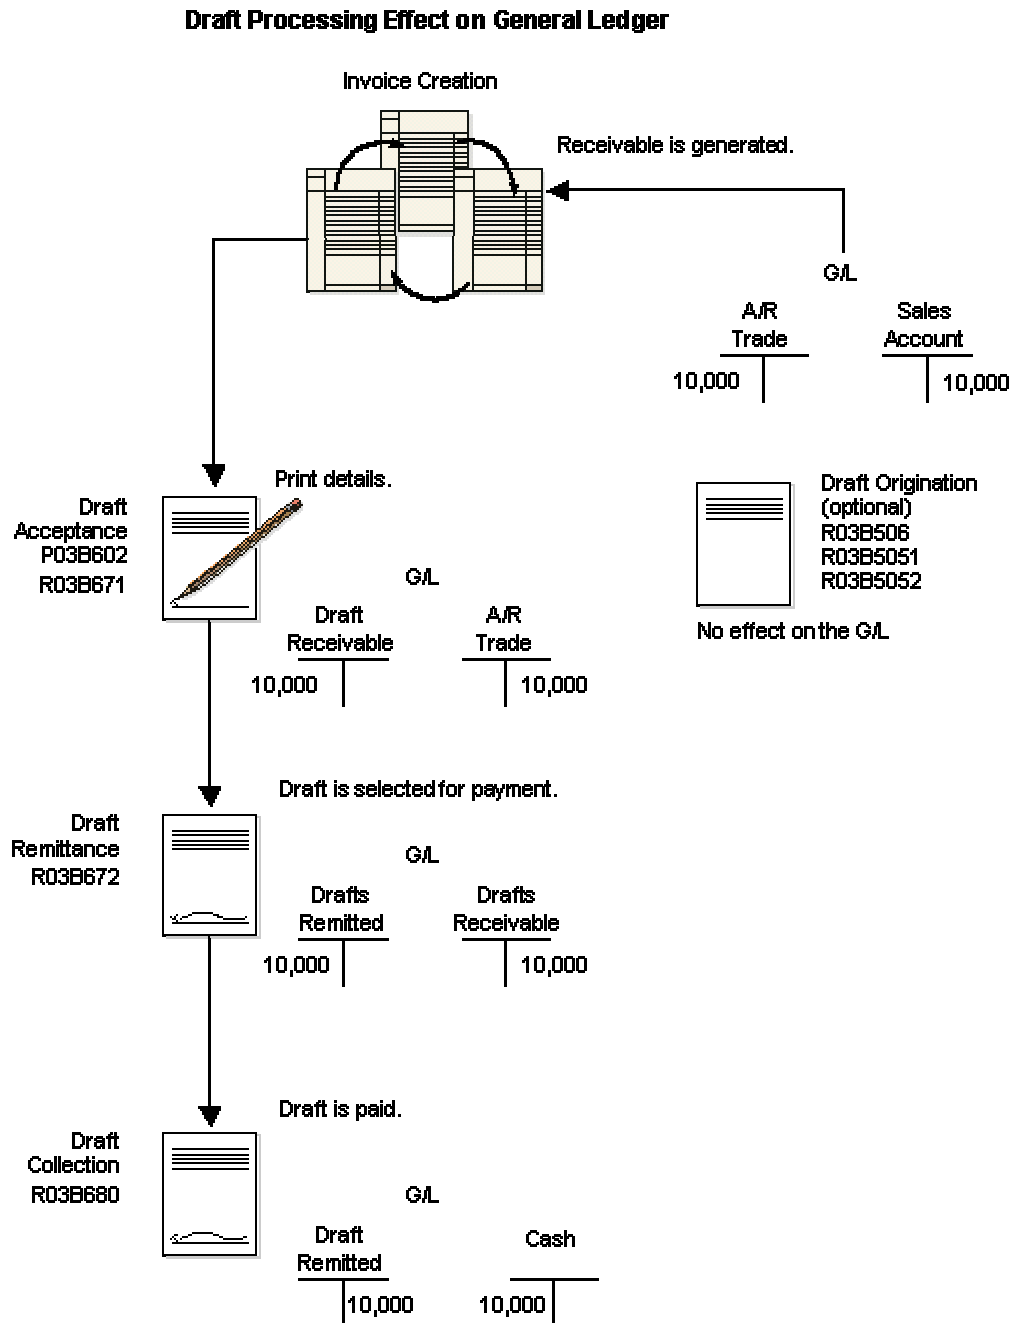 Draft Processing Effect on General Ledger
Invoice Creation
Receivable is generated.
G/L
A/R
Trade
Sales
Account
10,000
10,000
Draft
Acceptance
P03B602
R03B671
Print details.
G/L
Draft
Receivable
A/R
Trade
10,000
10,000
Draft Origination
(optional)
R03B506
R03B5051
R03B5052
No effect on the G/L
Draft is selected for payment.
Draft
Remittance
R03B672
G/L
Drafts
Remitted
Drafts
Receivable
10,000
10,000
Draft is paid.
Draft
Collection
R03B680
G/L
Draft
Remitted
Cash
10,000
10,000